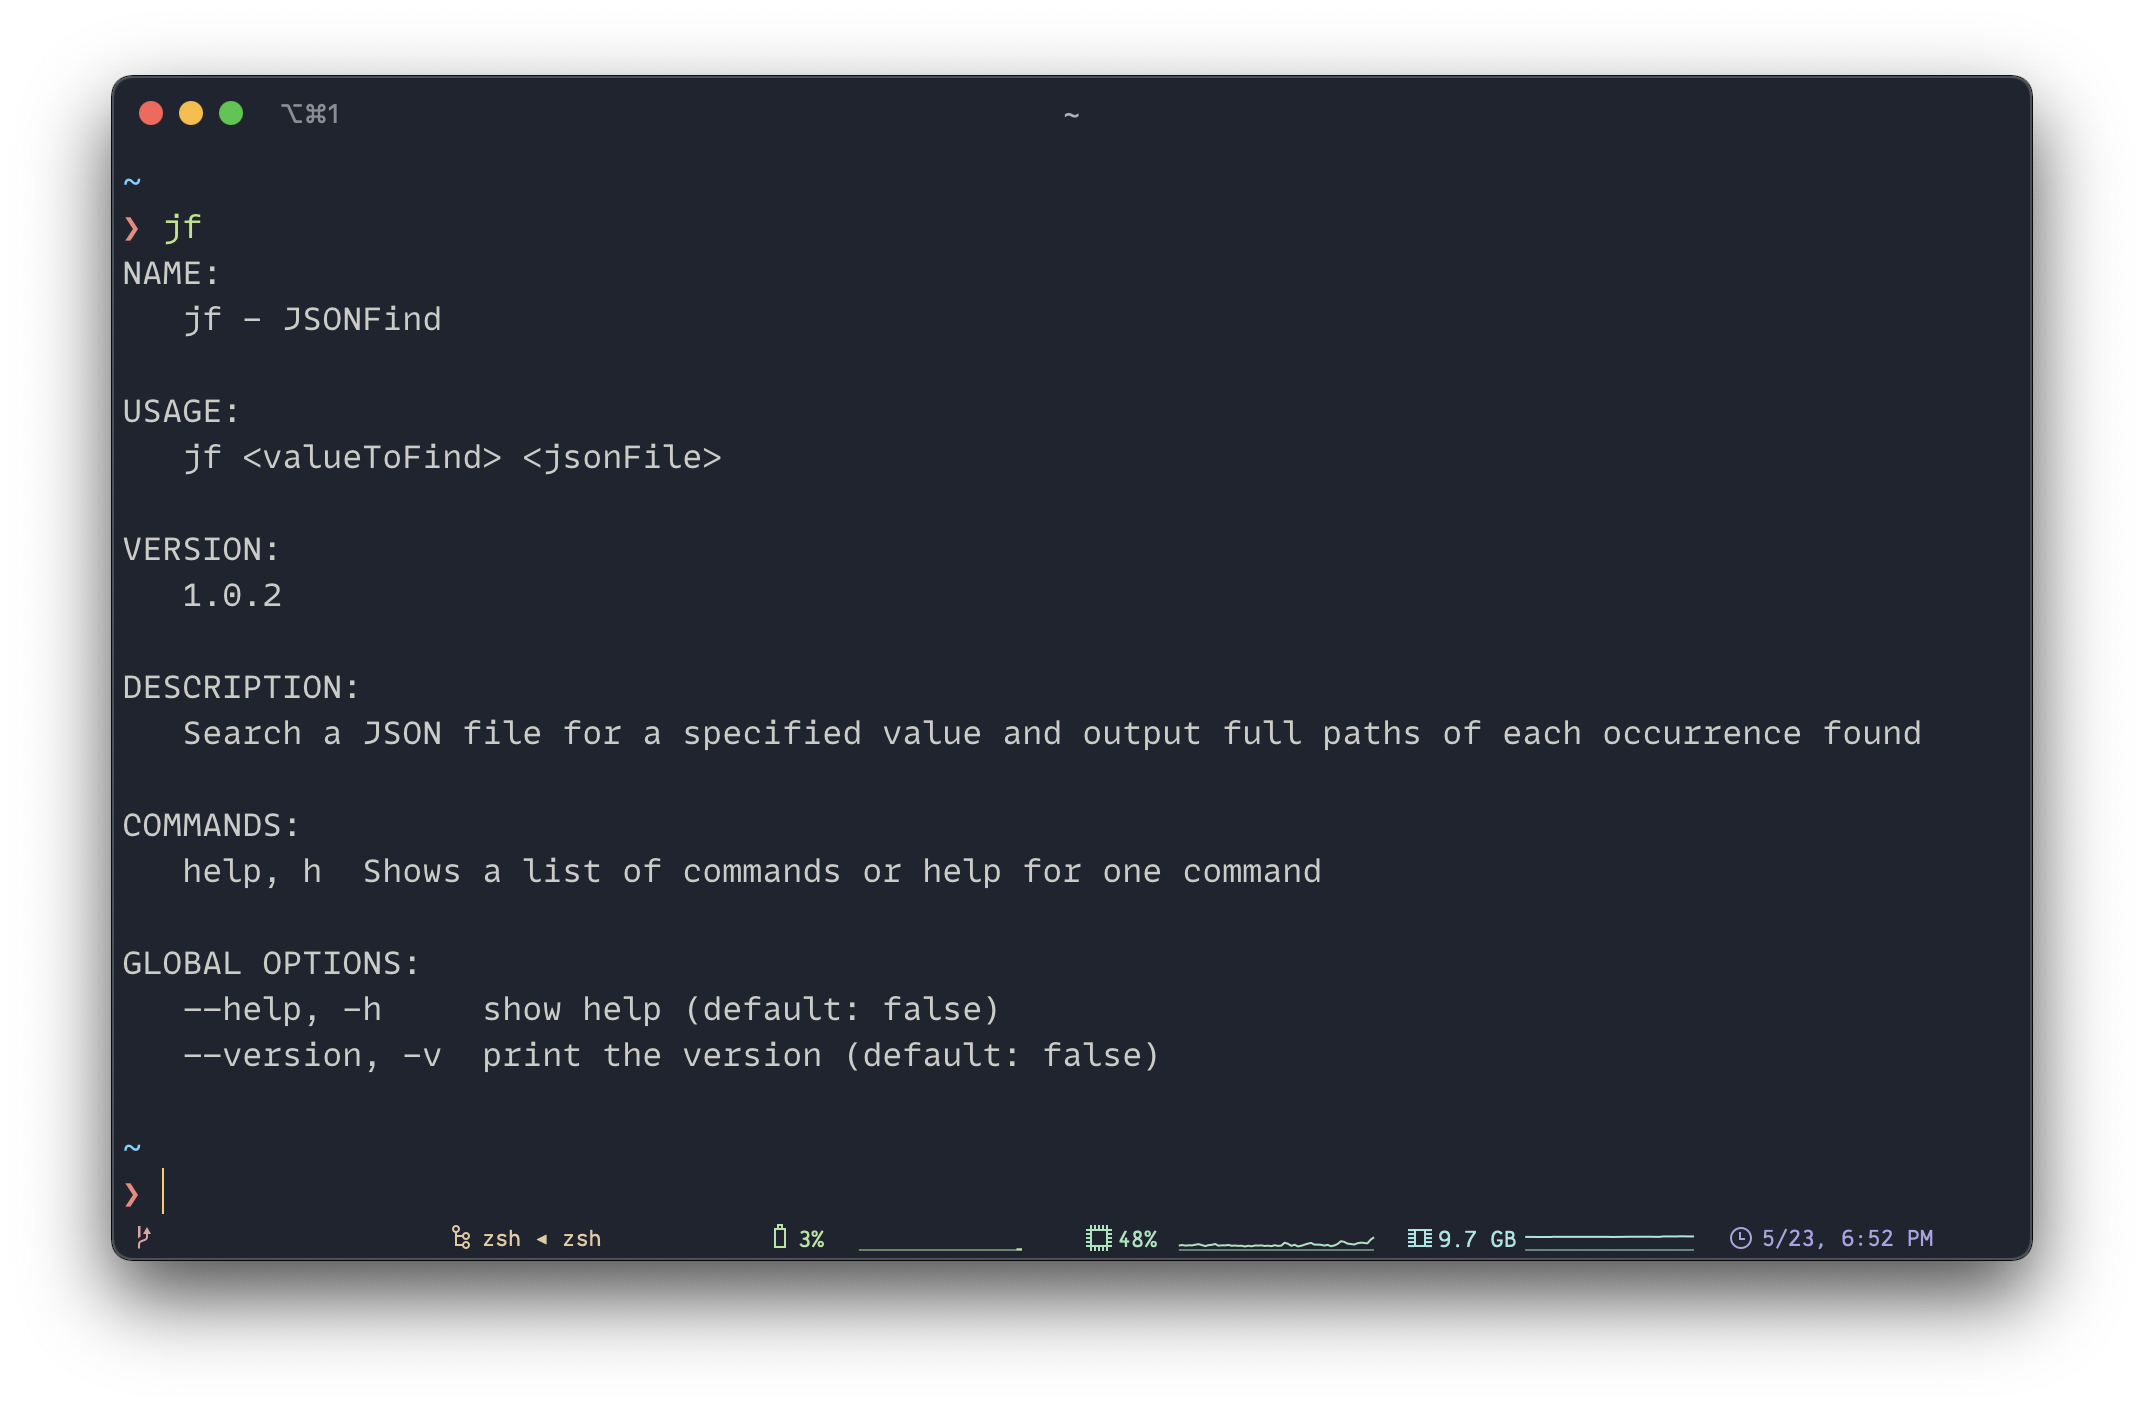 ⌥⌘1 ~
~
❯ jf
NAME:
   jf - JSONFind

USAGE:
   jf <valueToFind> <jsonFile>

VERSION:
   1.0.2

DESCRIPTION:
   Search a JSON file for a specified value and output full paths of each occurrence found

COMMANDS:
   help, h  Shows a list of commands or help for one command

GLOBAL OPTIONS:
   --help, -h     show help (default: false)
   --version, -v  print the version (default: false)

~
❯
zsh ◂ zsh 3% 48% 9.7 GB 5/23, 6:52 PM